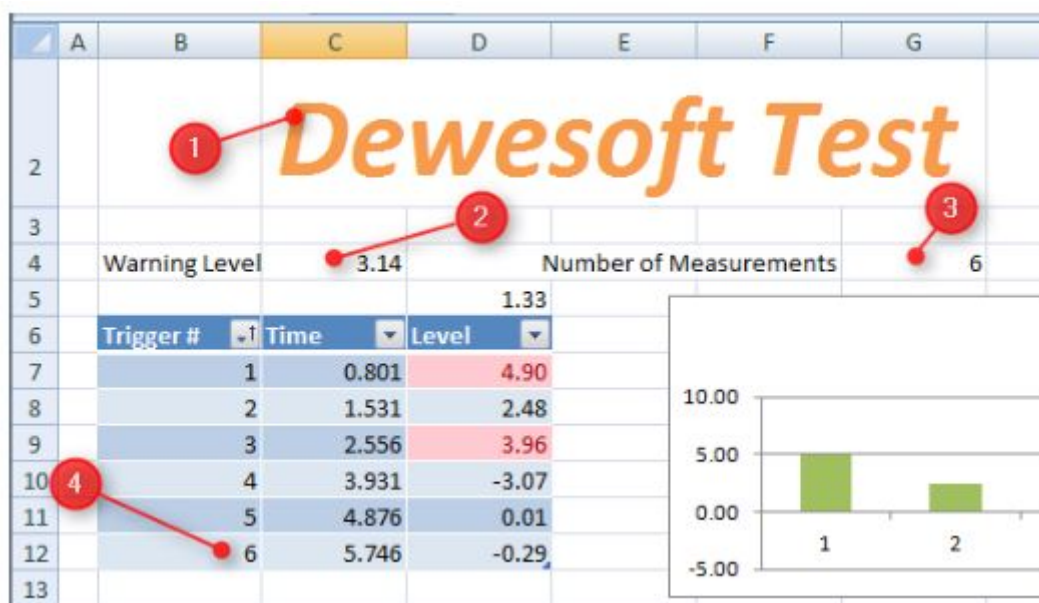 A B C D E F G
1
2 Dewesoft Test
3 2 3
4 Warning Level 3.14 Number of Measurements 6
5 1.33
6 Trigger # Time Level
7 1 0.801 4.90
8 2 1.531 2.48 10.00
9 3 2.556 3.96 5.00
10 4 4 3.931 -3.07
11 5 4.876 0.01 0.00
12 6 5.746 -0.29 1 2
-5.00
13